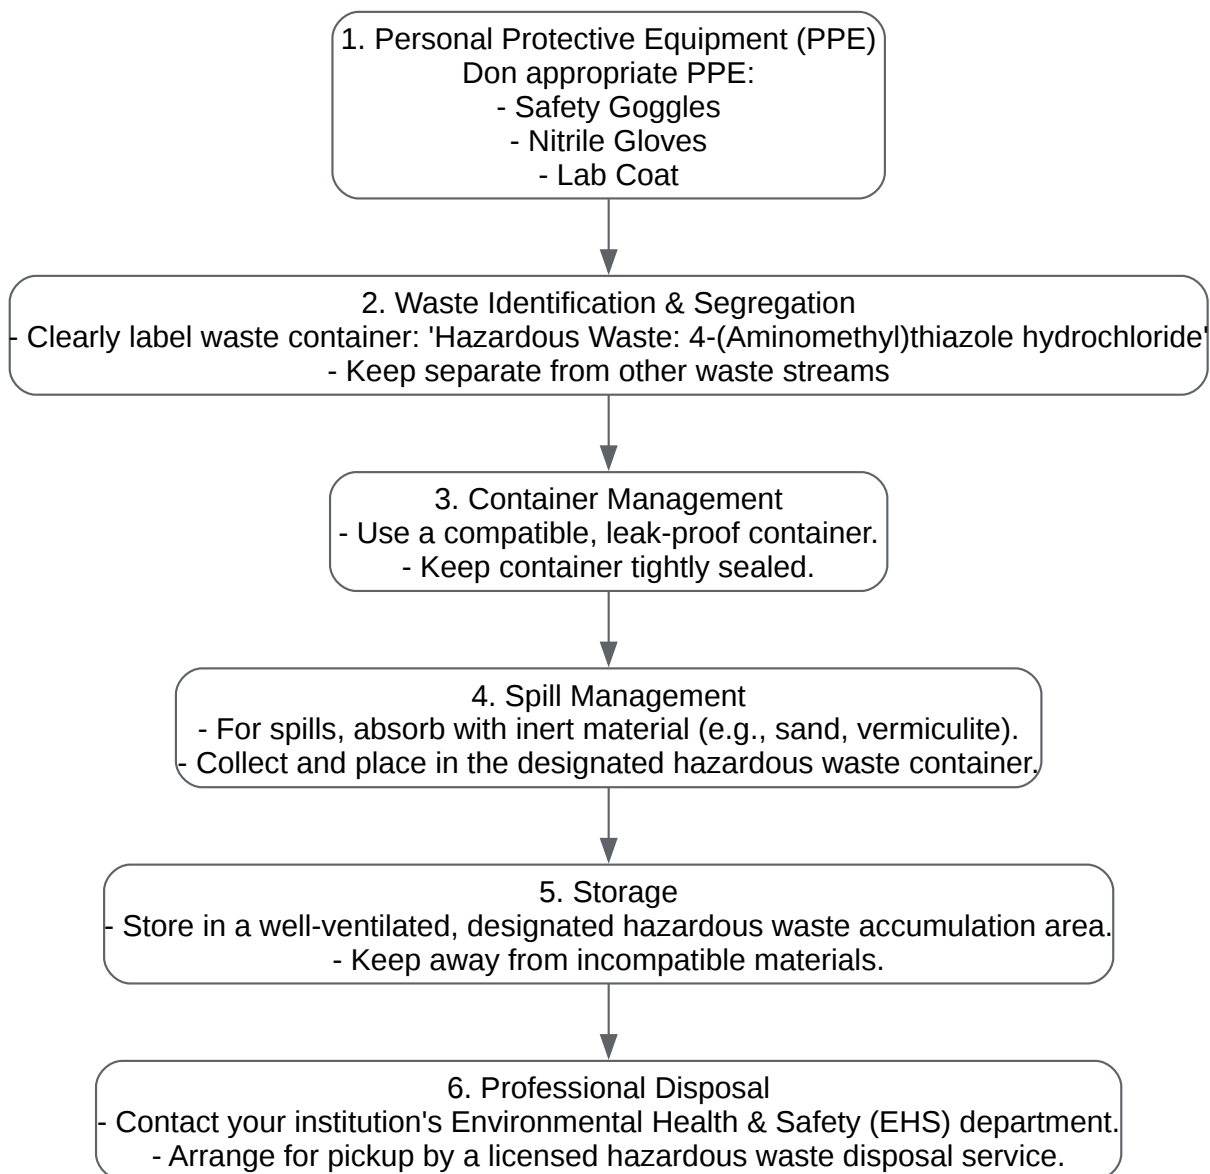 1. Personal Protective Equipment (PPE)
Don appropriate PPE:
- Safety Goggles
- Nitrile Gloves
- Lab Coat
2. Waste Identification & Segregation
- Clearly label waste container: 'Hazardous Waste: 4-(Aminomethyl)thiazole hydrochloride'
- Keep separate from other waste streams
3. Container Management
- Use a compatible, leak-proof container.
- Keep container tightly sealed.
4. Spill Management
- For spills, absorb with inert material (e.g., sand, vermiculite).
- Collect and place in the designated hazardous waste container.
5. Storage
- Store in a well-ventilated, designated hazardous waste accumulation area.
- Keep away from incompatible materials.
6. Professional Disposal
- Contact your institution's Environmental Health & Safety (EHS) department.
- Arrange for pickup by a licensed hazardous waste disposal service.